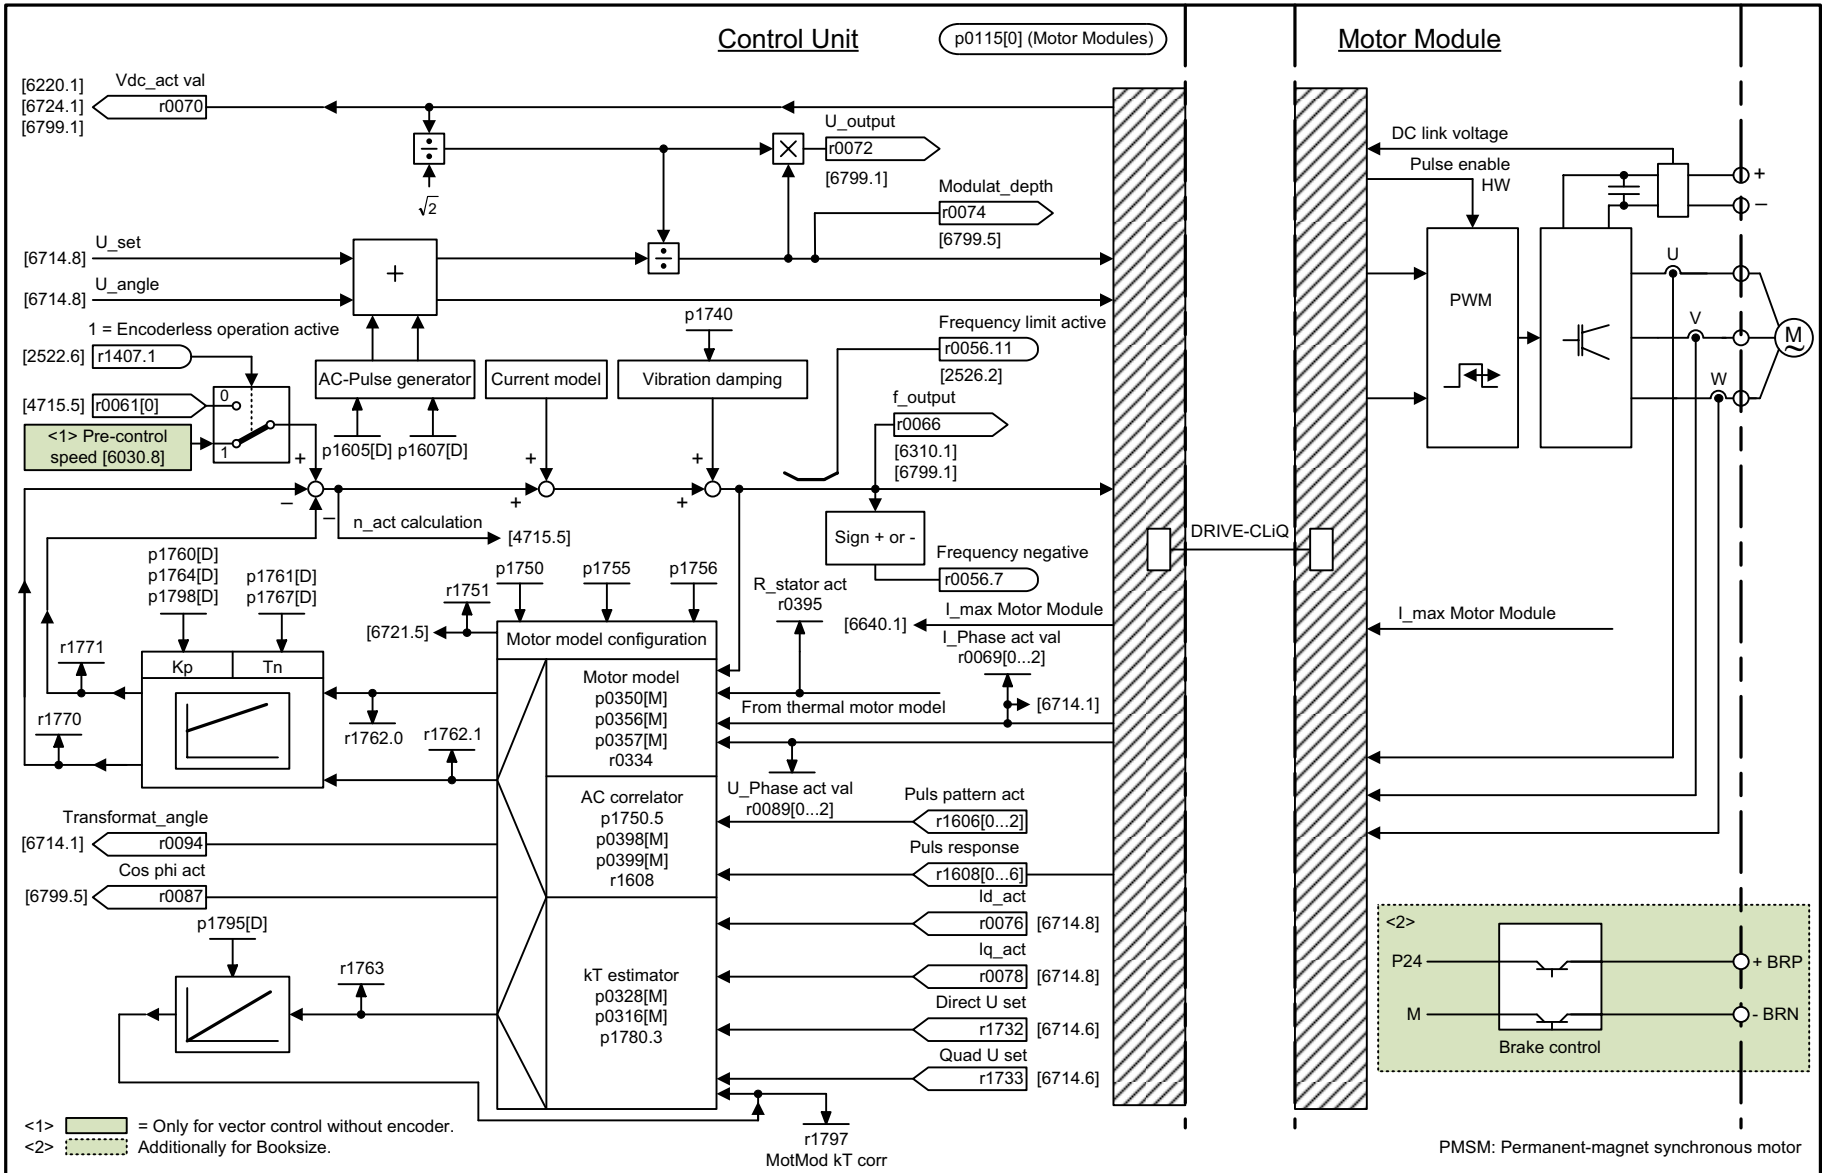 Control Unit
p0115[0] (Motor Modules)
Motor Module
[6220.1]
[6724.1]
[6799.1]
Vdc_act val
r0070
÷
√2
U_output
×
r0072
[6799.1]
Modulat_depth
r0074
[6799.5]
DC link voltage
Pulse enable
HW
+
–
[6714.8]
U_set
[6714.8]
U_angle
+
÷
PWM
U
V
W
M
~
1 = Encoderless operation active
[2522.6]
r1407.1
[4715.5]
r0061[0]
0
1
<1> Pre-control
speed [6030.8]
AC-Pulse generator
p1605[D]
p1607[D]
Current model
p1740
Vibration damping
Frequency limit active
r0056.11
[2526.2]
f_output
r0066
[6310.1]
[6799.1]
+
–
–
+
+
+
+
n_act calculation
[4715.5]
Sign + or -
Frequency negative
r0056.7
DRIVE-CLiQ
p1760[D]
p1764[D]
p1798[D]
p1761[D]
p1767[D]
r1771
r1770
Kp
Tn
r1751
[6721.5]
p1750
p1755
p1756
R_stator act
r0395
I_max Motor Module
[6640.1]
I_Phase act val
r0069[0...2]
I_max Motor Module
Motor model configuration
Motor model
p0350[M]
p0356[M]
p0357[M]
r0334
From thermal motor model
[6714.1]
r1762.0
r1762.1
U_Phase act val
r0089[0...2]
AC correlator
p1750.5
p0398[M]
p0399[M]
r1608
Puls pattern act
r1606[0...2]
Puls response
r1608[0...6]
Transformat_angle
[6714.1]
r0094
Cos phi act
[6799.5]
r0087
Id_act
r0076
[6714.8]
Iq_act
r0078
[6714.8]
Direct U set
r1732
[6714.6]
Quad U set
r1733
[6714.6]
p1795[D]
r1763
kT estimator
p0328[M]
p0316[M]
p1780.3
r1797
MotMod kT corr
<2>
P24
+ BRP
M
- BRN
Brake control
<1> = Only for vector control without encoder.
<2> Additionally for Booksize.
PMSM: Permanent-magnet synchronous motor